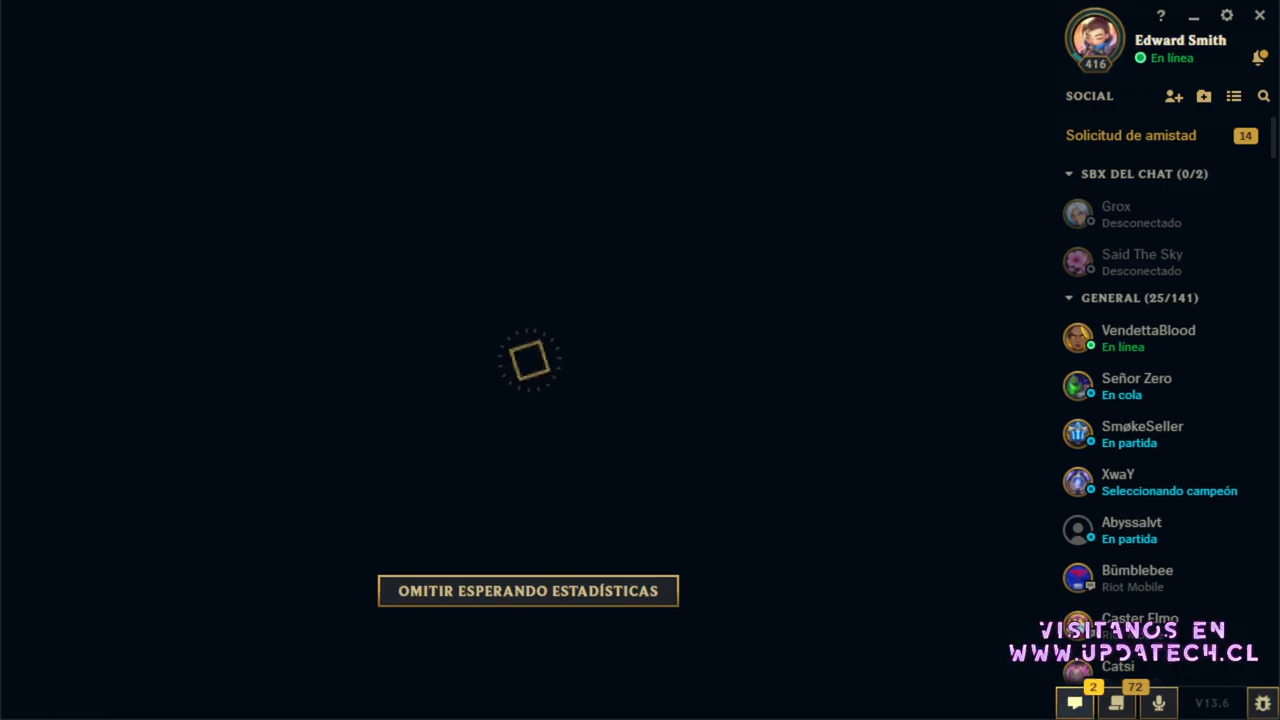 ?
Edward Smith
416
En línea
SOCIAL
Solicitud de amistad 14
SBX DEL CHAT (0/2)
Grox
Desconectado
Said The Sky
Desconectado
GENERAL (25/141)
VendettaBlood
En línea
Señor Zero
En cola
SmøkeSeller
En partida
XwaY
Seleccionando campeón
Abyssalvt
En partida
OMITIR ESPERANDO ESTADÍSTICAS
Bümblebee
Riot Mobile
Caster Elmo
VISITANOS EN
WWW.UPDATECH.CL
Catsi
2 72
V13.6